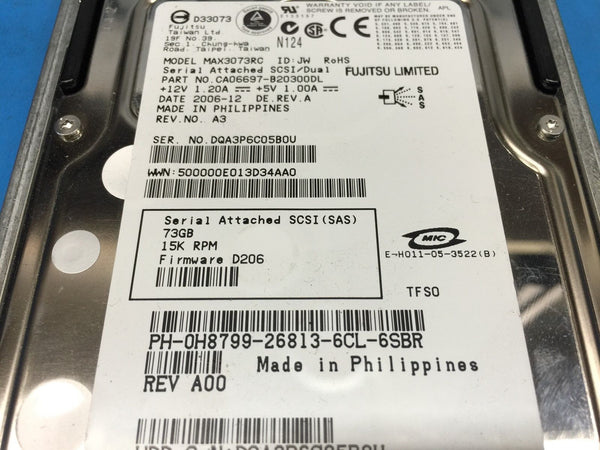 D33073
Fujitsu
Taiwan Ltd
19F No.39
Sec 1. Chung-hwa
Road. Taipei. Taiwan
N124
CE
APL
MODEL MAX3073RC ID:JW RoHS
Serial Attached SCSI/Dual FUJITSU LIMITED
PART NO.CA06697-B20300DL
+12V 1.20A +5V 1.00A
DATE 2006-12 DE.REV.A
MADE IN PHILIPPINES
REV.NO. A3
SAS
SER. NO.DQA3P6C05B0U
WWN:500000E013D34AA0
Serial Attached SCSI(SAS)
73GB
15K RPM
Firmware D206
MIC
E-H011-05-3522(B)
TFSO
PH-0H8799-26813-6CL-6SBR
Made in Philippines
REV A00